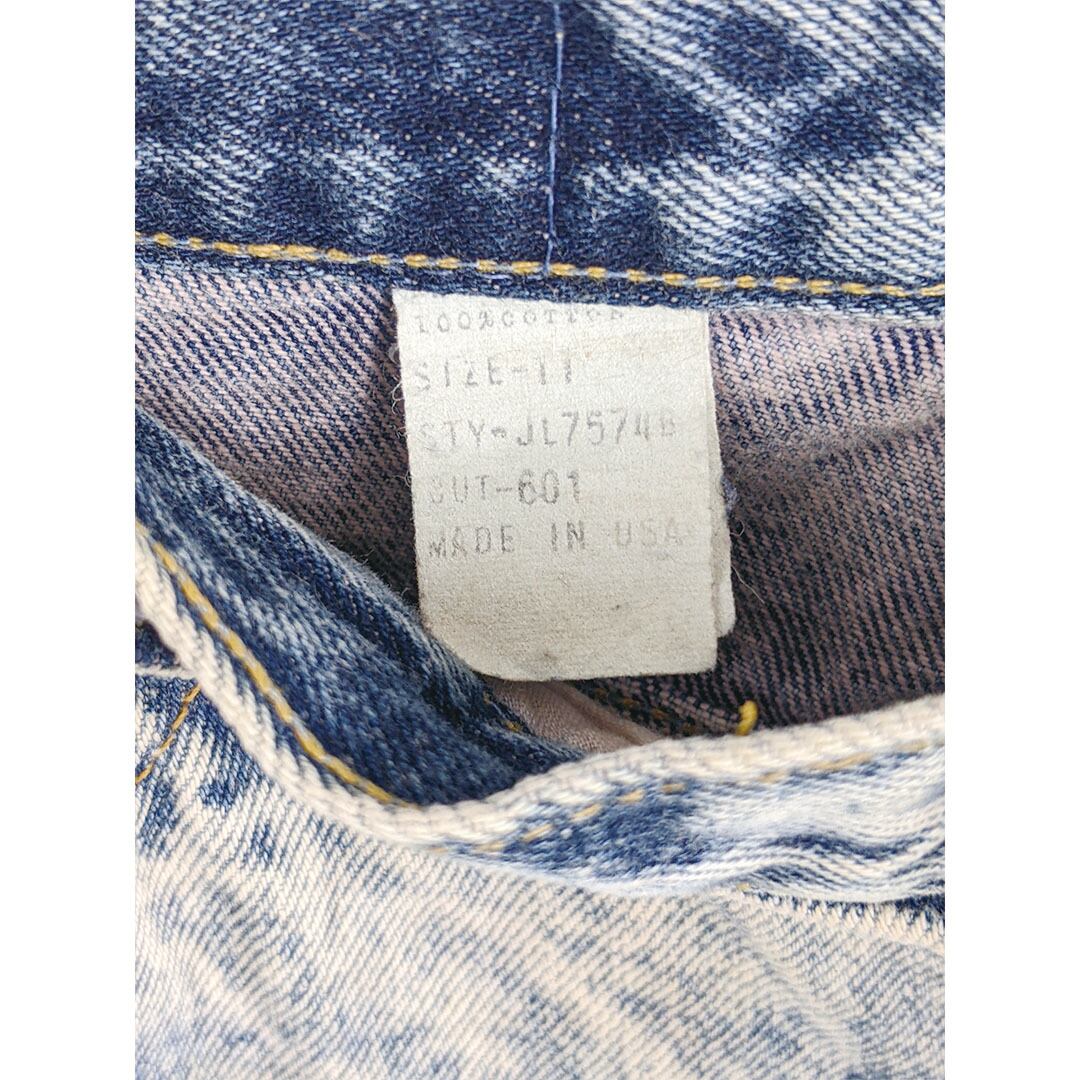 100%COTTON
SIZE-11
STY-JL7574B
CUT-601
MADE IN USA